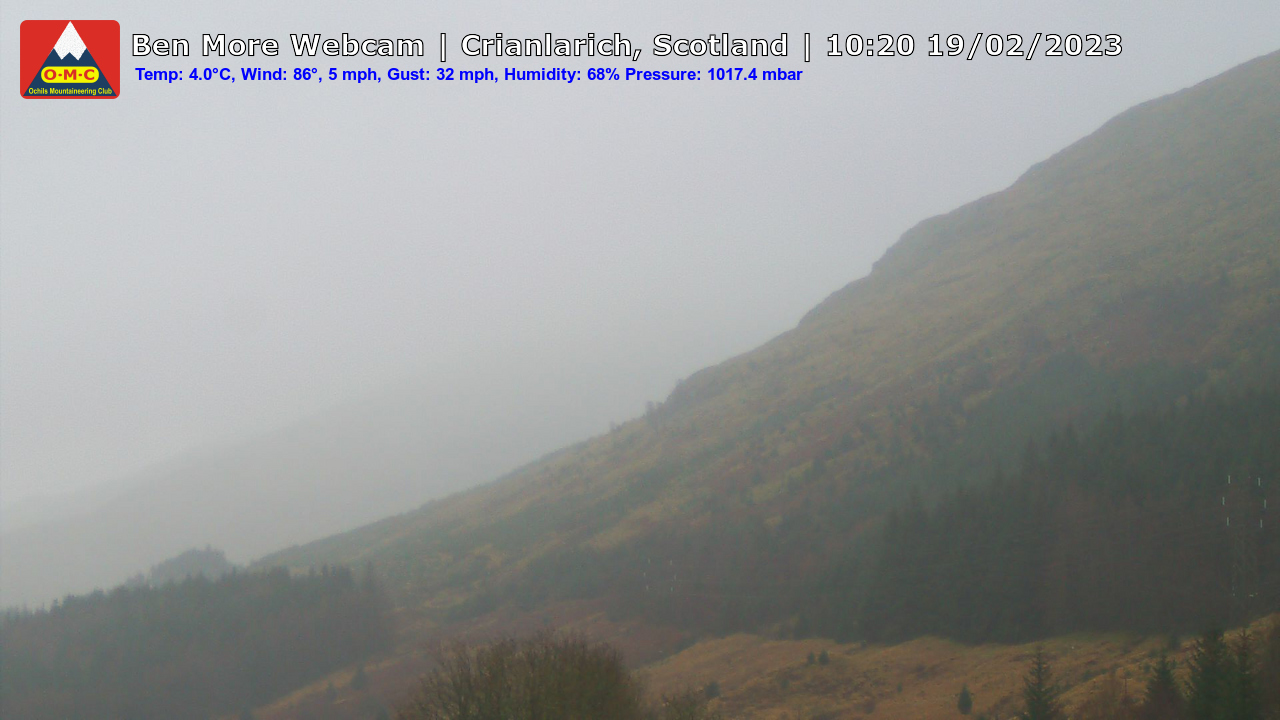 Ben More Webcam | Crianlarich, Scotland | 10:20 19/02/2023
Temp: 4.0°C, Wind: 86°, 5 mph, Gust: 32 mph, Humidity: 68% Pressure: 1017.4 mbar
O·M·C
Ochils Mountaineering Club